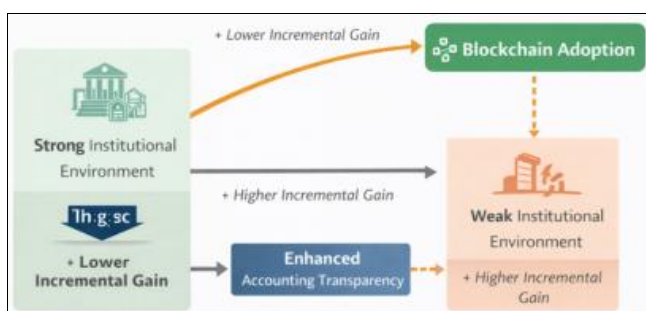 + Lower Incremental Gain
Blockchain Adoption
Strong Institutional
Environment
+ Higher Incremental Gain
Weak Institutional
Environment
+ Lower
Incremental Gain
Enhanced
Accounting Transparency
+ Higher Incremental
Gain